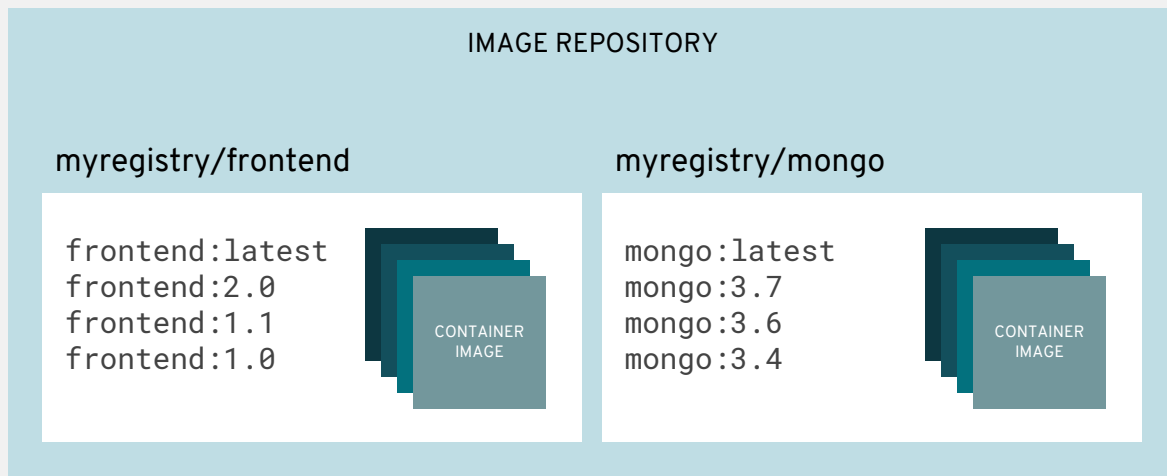 IMAGE REPOSITORY
myregistry/frontend
frontend:latest
frontend:2.0
frontend:1.1
frontend:1.0
CONTAINER
IMAGE
myregistry/mongo
mongo:latest
mongo:3.7
mongo:3.6
mongo:3.4
CONTAINER
IMAGE